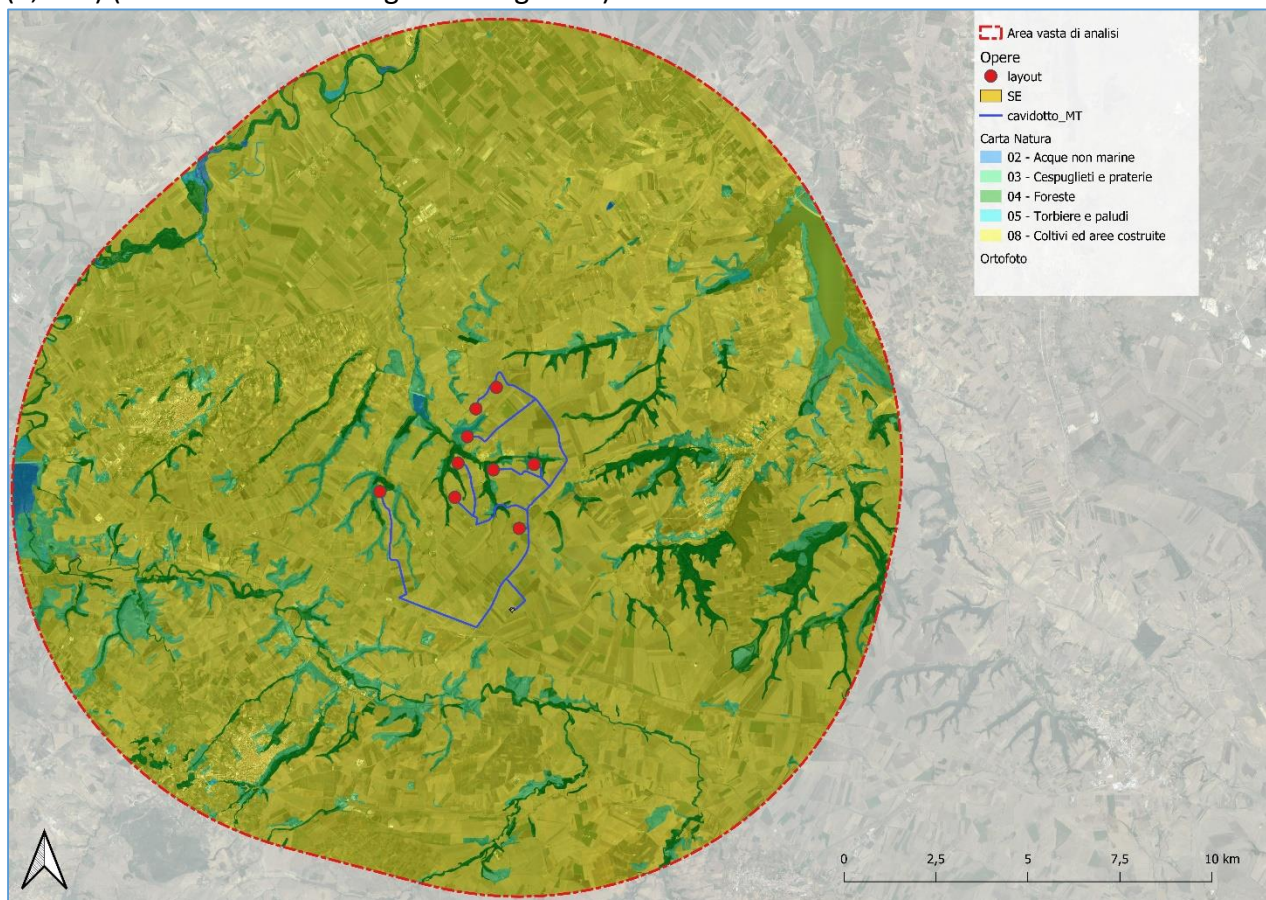 Area vasta di analisi
Opere
layout
SE
cavidotto_MT
Carta Natura
02 - Acque non marine
03 - Cespuglieti e praterie
04 - Foreste
05 - Torbiere e paludi
08 - Coltivi ed aree costruite
Ortofoto
0 2,5 5 7,5 10 km